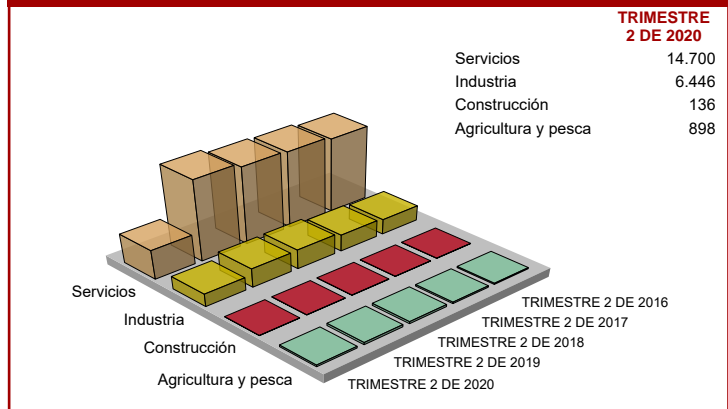 TRIMESTRE
2 DE 2020
Servicios 14.700
Industria 6.446
Construcción 136
Agricultura y pesca 898
Servicios
Industria
Construcción
Agricultura y pesca
TRIMESTRE 2 DE 2016
TRIMESTRE 2 DE 2017
TRIMESTRE 2 DE 2018
TRIMESTRE 2 DE 2019
TRIMESTRE 2 DE 2020